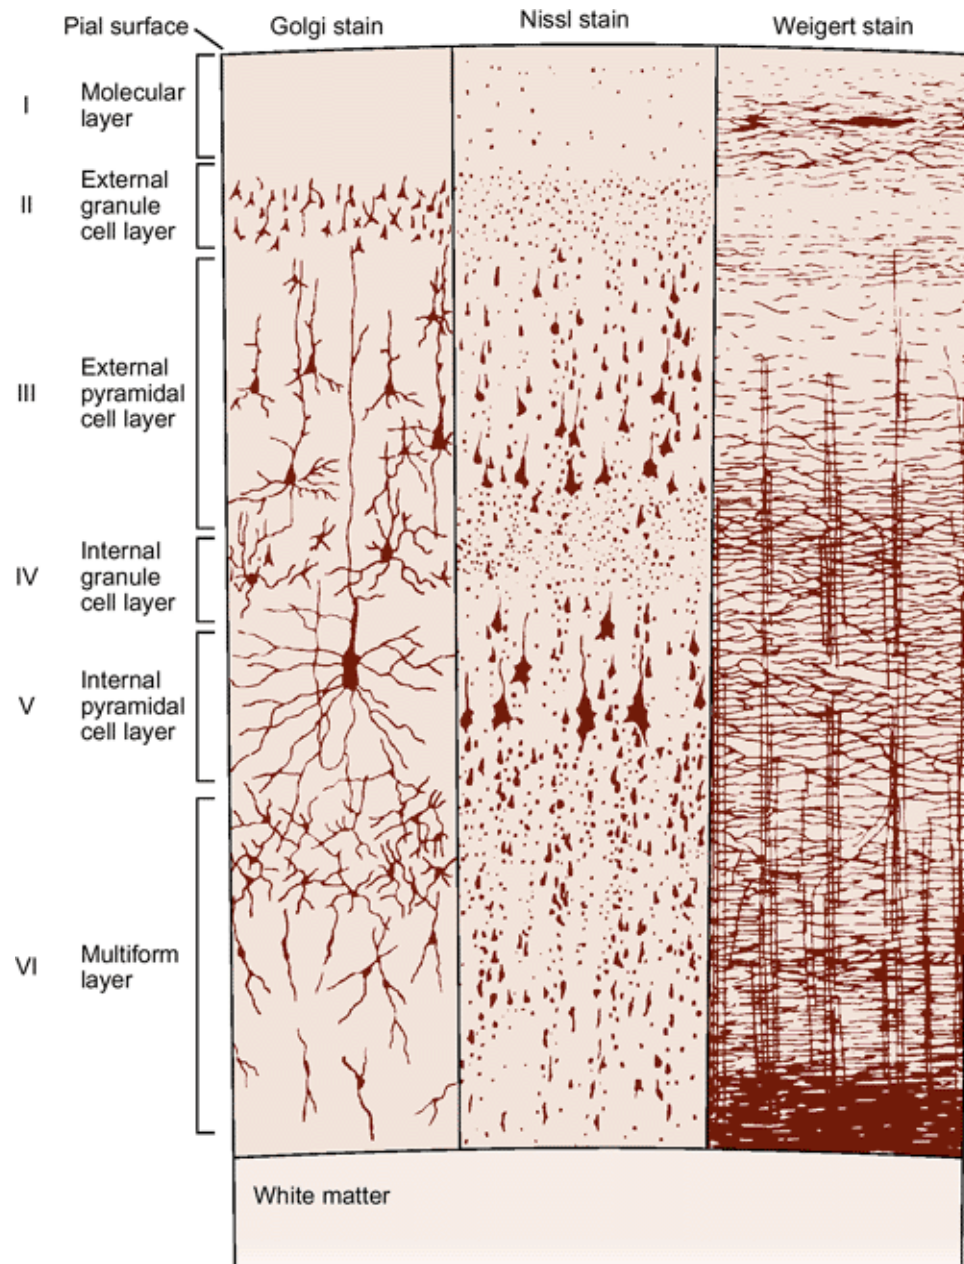 Pial surface
Golgi stain
Nissl stain
Weigert stain
I
Molecular
layer
II
External
granule
cell layer
III
External
pyramidal
cell layer
IV
Internal
granule
cell layer
V
Internal
pyramidal
cell layer
VI
Multiform
layer
White matter